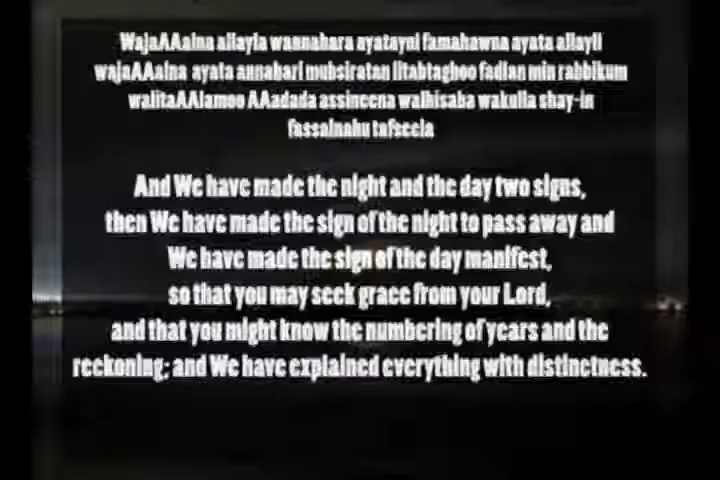 WajaAAalna allayla wannahara ayatayni famahawna ayata allayli
wajaAAalna ayata annahari mubsiratan litabtaghoo fadlan min rabbikum
walitaAAlamoo AAadada assineena walhisaba wakulla shay-in
fassalnahu tafseela
And We have made the night and the day two signs,
then We have made the sign of the night to pass away and
We have made the sign of the day manifest,
so that you may seek grace from your Lord,
and that you might know the numbering of years and the
reckoning; and We have explained everything with distinctness.